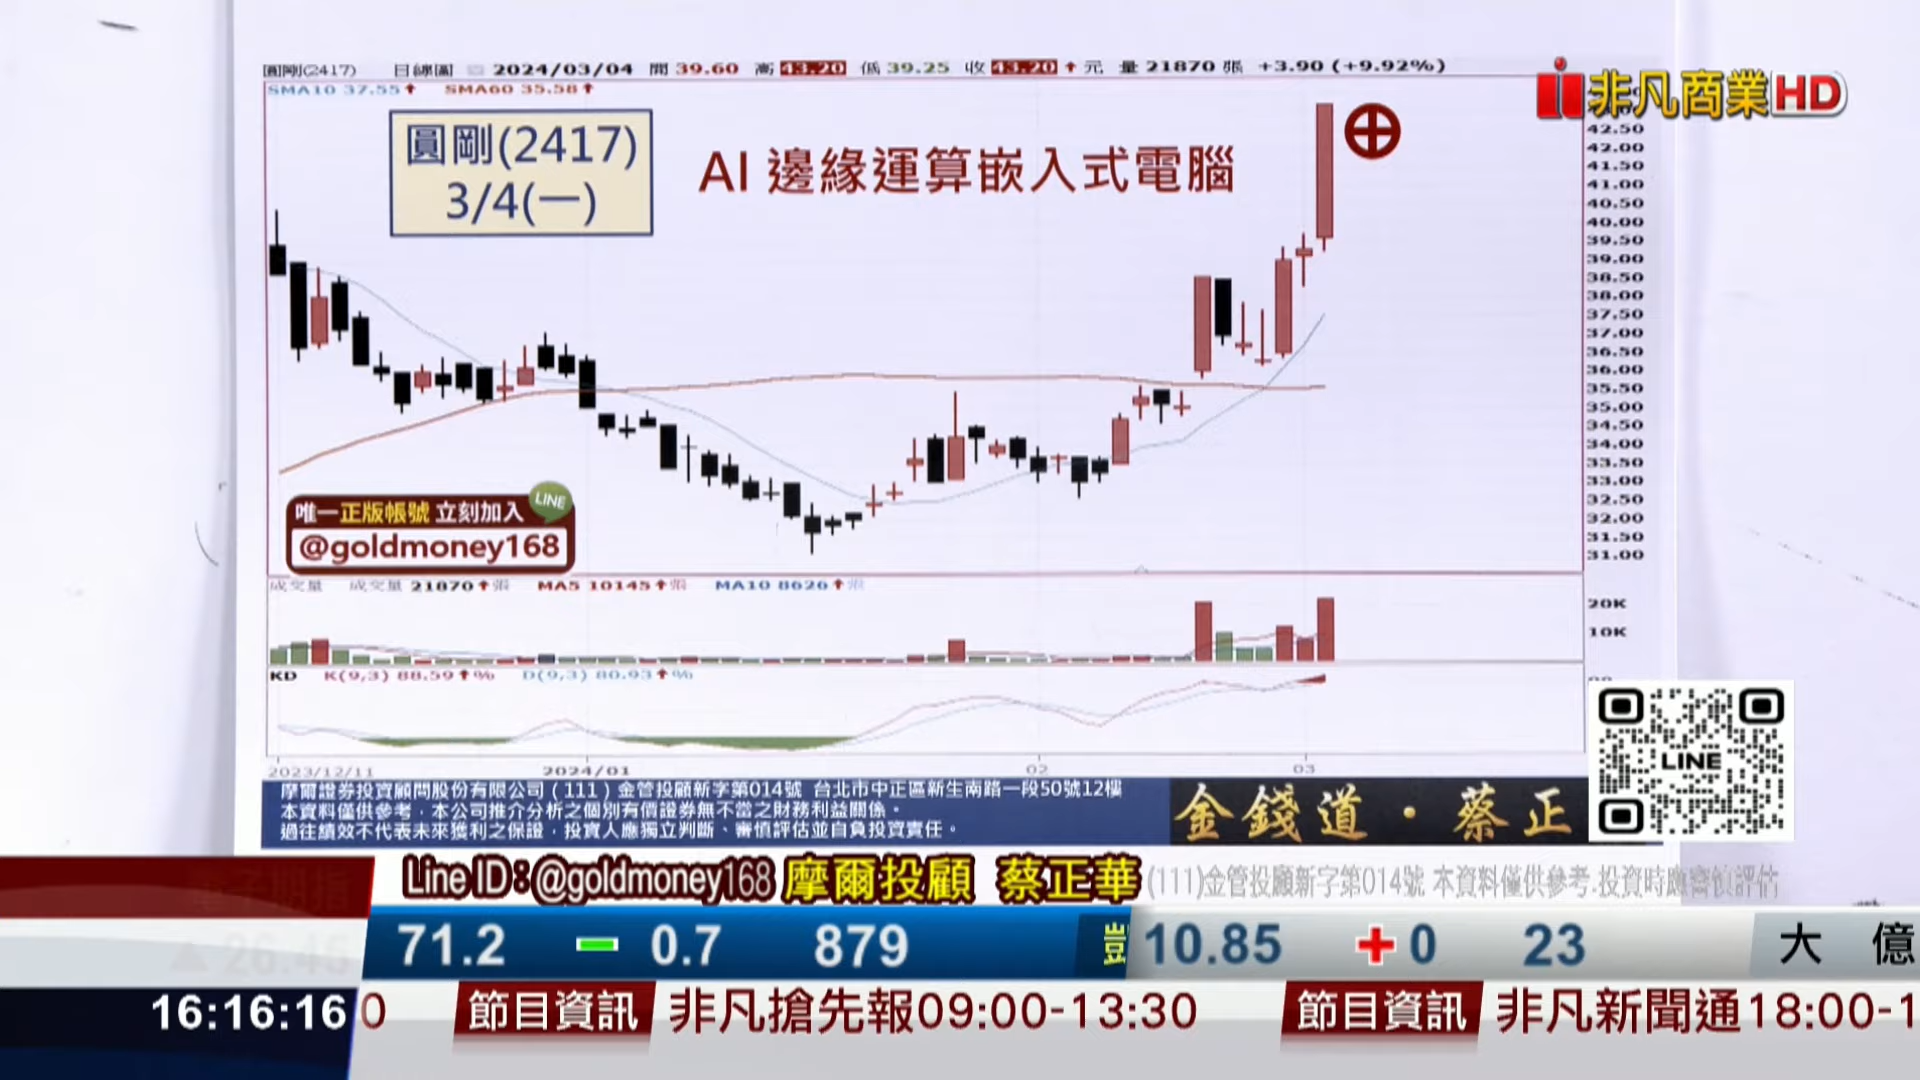 圓剛(2417) 日線圖 2024/03/04 開 39.60 高 43.20 低 39.25 收 43.20 ↑ 元 量 21870 張 +3.90 (+9.92%)
SMA10 37.55↑ SMA60 35.58↑
非凡商業HD
圓剛(2417)
3/4(一)
AI 邊緣運算嵌入式電腦
42.50
42.00
41.50
41.00
40.50
40.00
39.50
39.00
38.50
38.00
37.50
37.00
36.50
36.00
35.50
35.00
34.50
34.00
33.50
33.00
32.50
32.00
31.50
31.00
唯一正版帳號 立刻加入 LINE
@goldmoney168
成交量 成交量 21870↑張 MA5 10145↑張 MA10 8626↑張
20K
10K
KD K(9,3) 88.59↑% D(9,3) 80.93↑%
LINE
2023/12/11 2024/01 02 03
摩爾證券投資顧問股份有限公司(111)金管投顧新字第014號 台北市中正區新生南路一段50號12樓
本資料僅供參考，本公司推介分析之個別有價證券無不當之財務利益關係。
過往績效不代表未來獲利之保證，投資人應獨立判斷、審慎評估並自負投資責任。
金錢道・蔡正
Line ID：@goldmoney168 摩爾投顧 蔡正華 (111)金管投顧新字第014號 本資料僅供參考.投資時應審慎評估
▲ 26.45
71.2 － 0.7 879 10.85 + 0 23 大 億
16:16:16 0 節目資訊 非凡搶先報09:00-13:30 節目資訊 非凡新聞通18:00-1